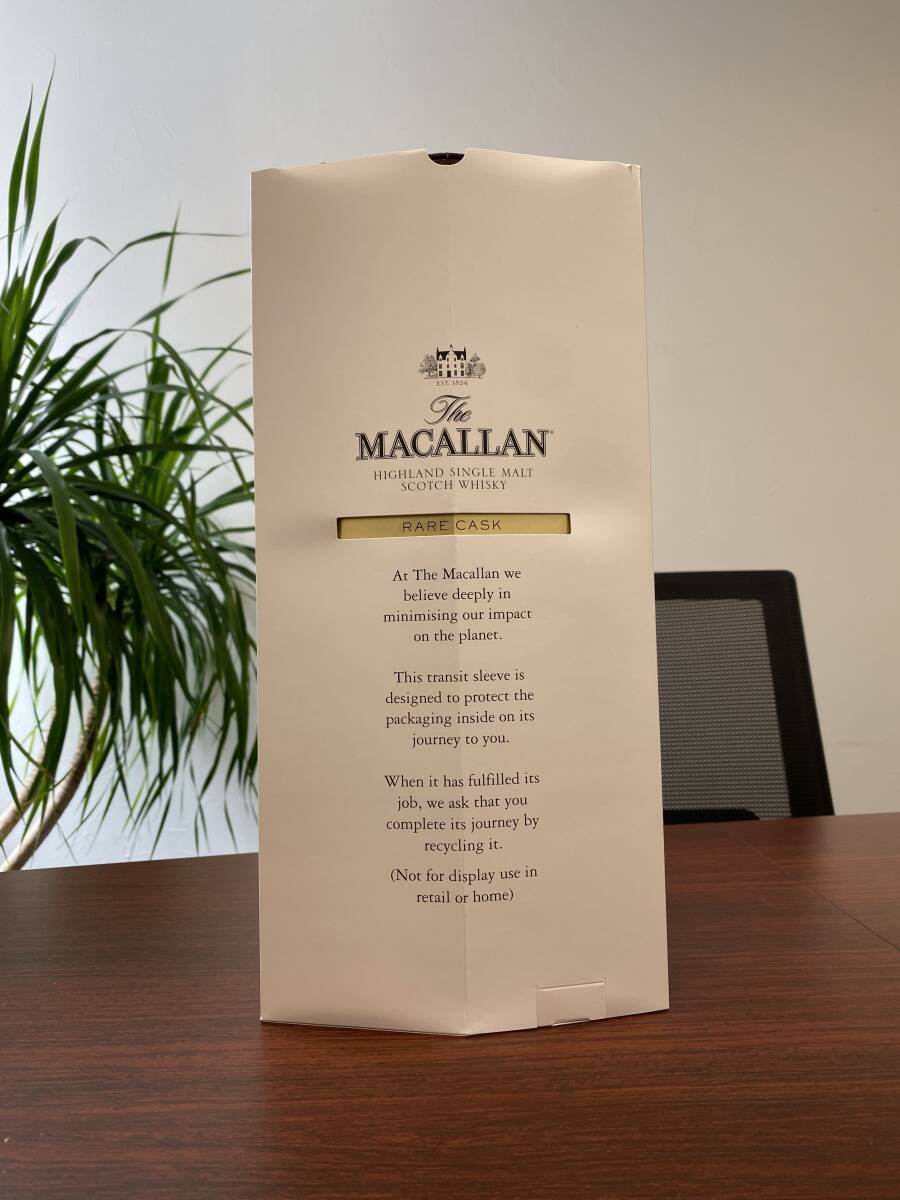 EST. 1824
The
MACALLAN®
HIGHLAND SINGLE MALT
SCOTCH WHISKY
RARE CASK
At The Macallan we
believe deeply in
minimising our impact
on the planet.
This transit sleeve is
designed to protect the
packaging inside on its
journey to you.
When it has fulfilled its
job, we ask that you
complete its journey by
recycling it.
(Not for display use in
retail or home)